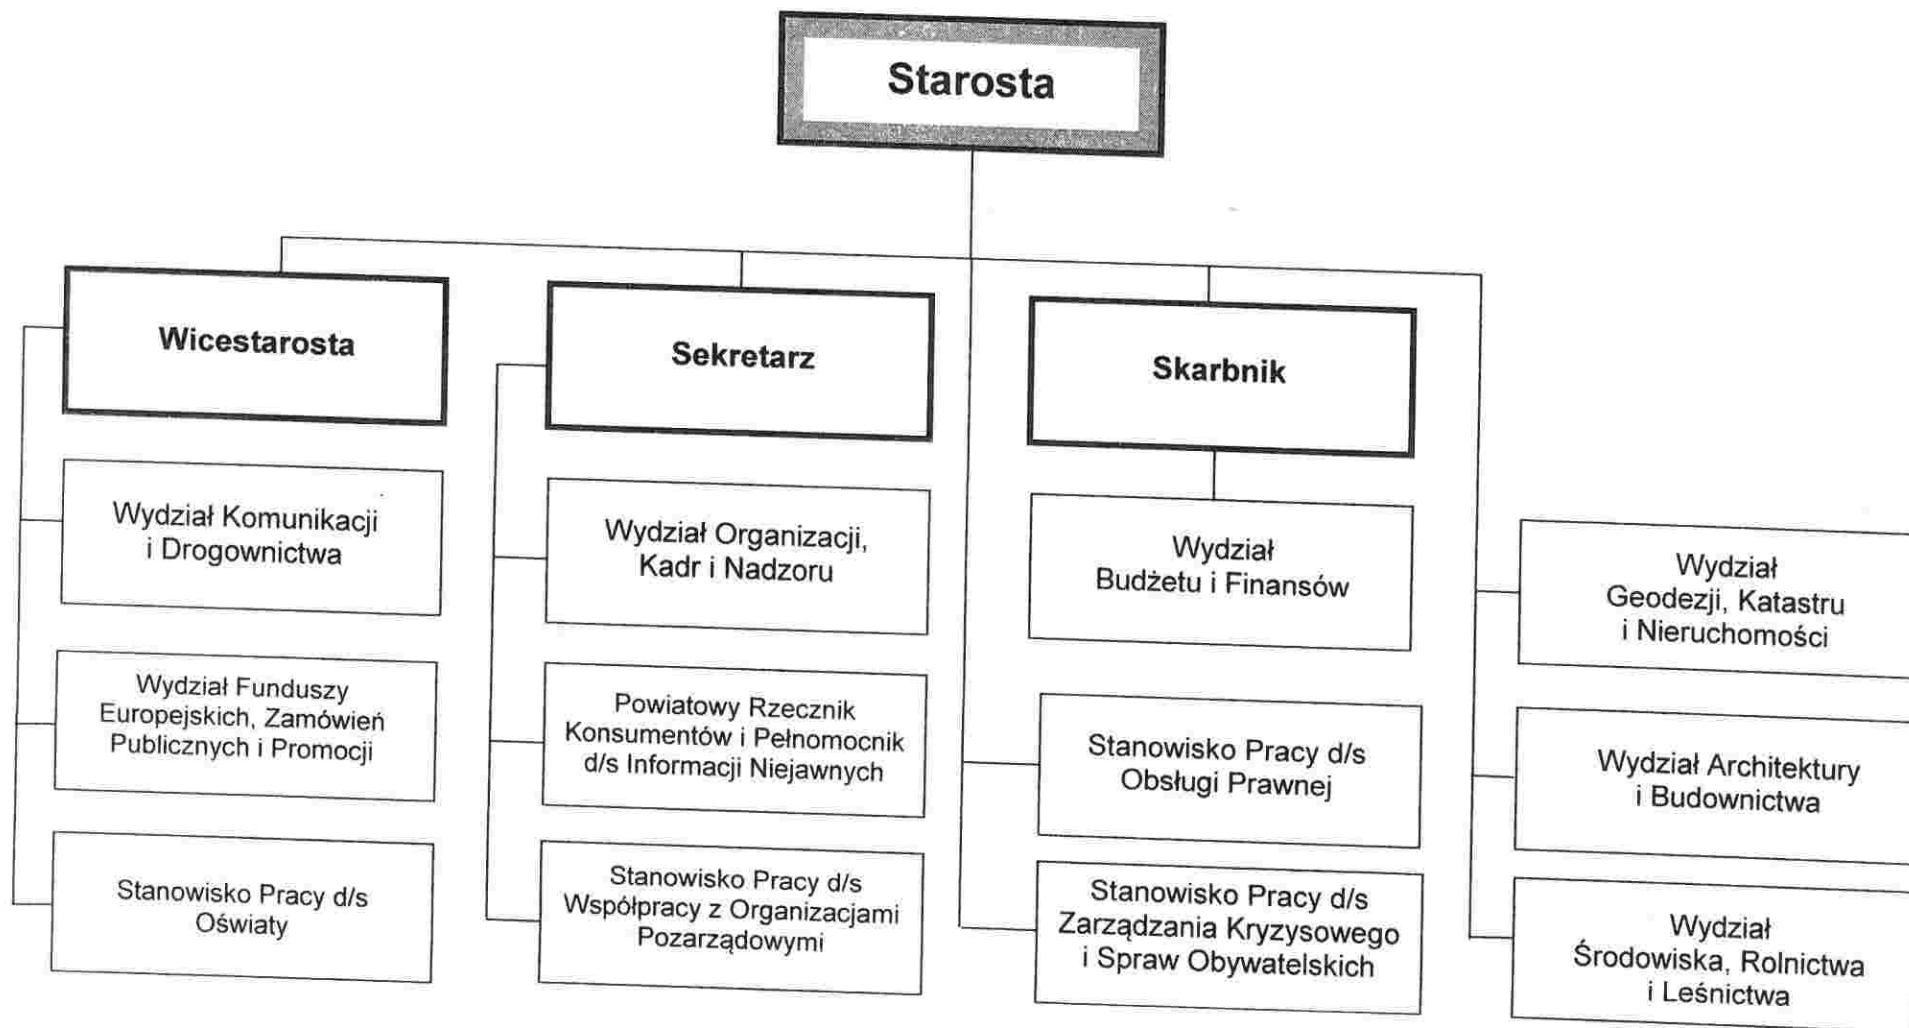 Starosta
Wicestarosta
Sekretarz
Skarbnik
Wydział Komunikacji
i Drogownictwa
Wydział Organizacji,
Kadr i Nadzoru
Wydział
Budżetu i Finansów
Wydział
Geodezji, Katastru
i Nieruchomości
Wydział Funduszy
Europejskich, Zamówień
Publicznych i Promocji
Powiatowy Rzecznik
Konsumentów i Pełnomocnik
d/s Informacji Niejawnych
Stanowisko Pracy d/s
Obsługi Prawnej
Wydział Architektury
i Budownictwa
Stanowisko Pracy d/s
Oświaty
Stanowisko Pracy d/s
Współpracy z Organizacjami
Pozarządowymi
Stanowisko Pracy d/s
Zarządzania Kryzysowego
i Spraw Obywatelskich
Wydział
Środowiska, Rolnictwa
i Leśnictwa